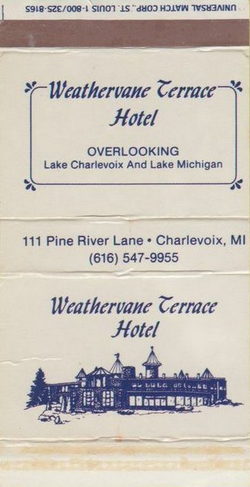 UNIVERSAL MATCH CORP., ST. LOUIS 1-800/325-8165
Weathervane Terrace
Hotel
OVERLOOKING
Lake Charlevoix And Lake Michigan
111 Pine River Lane • Charlevoix, MI
(616) 547-9955
Weathervane Terrace
Hotel